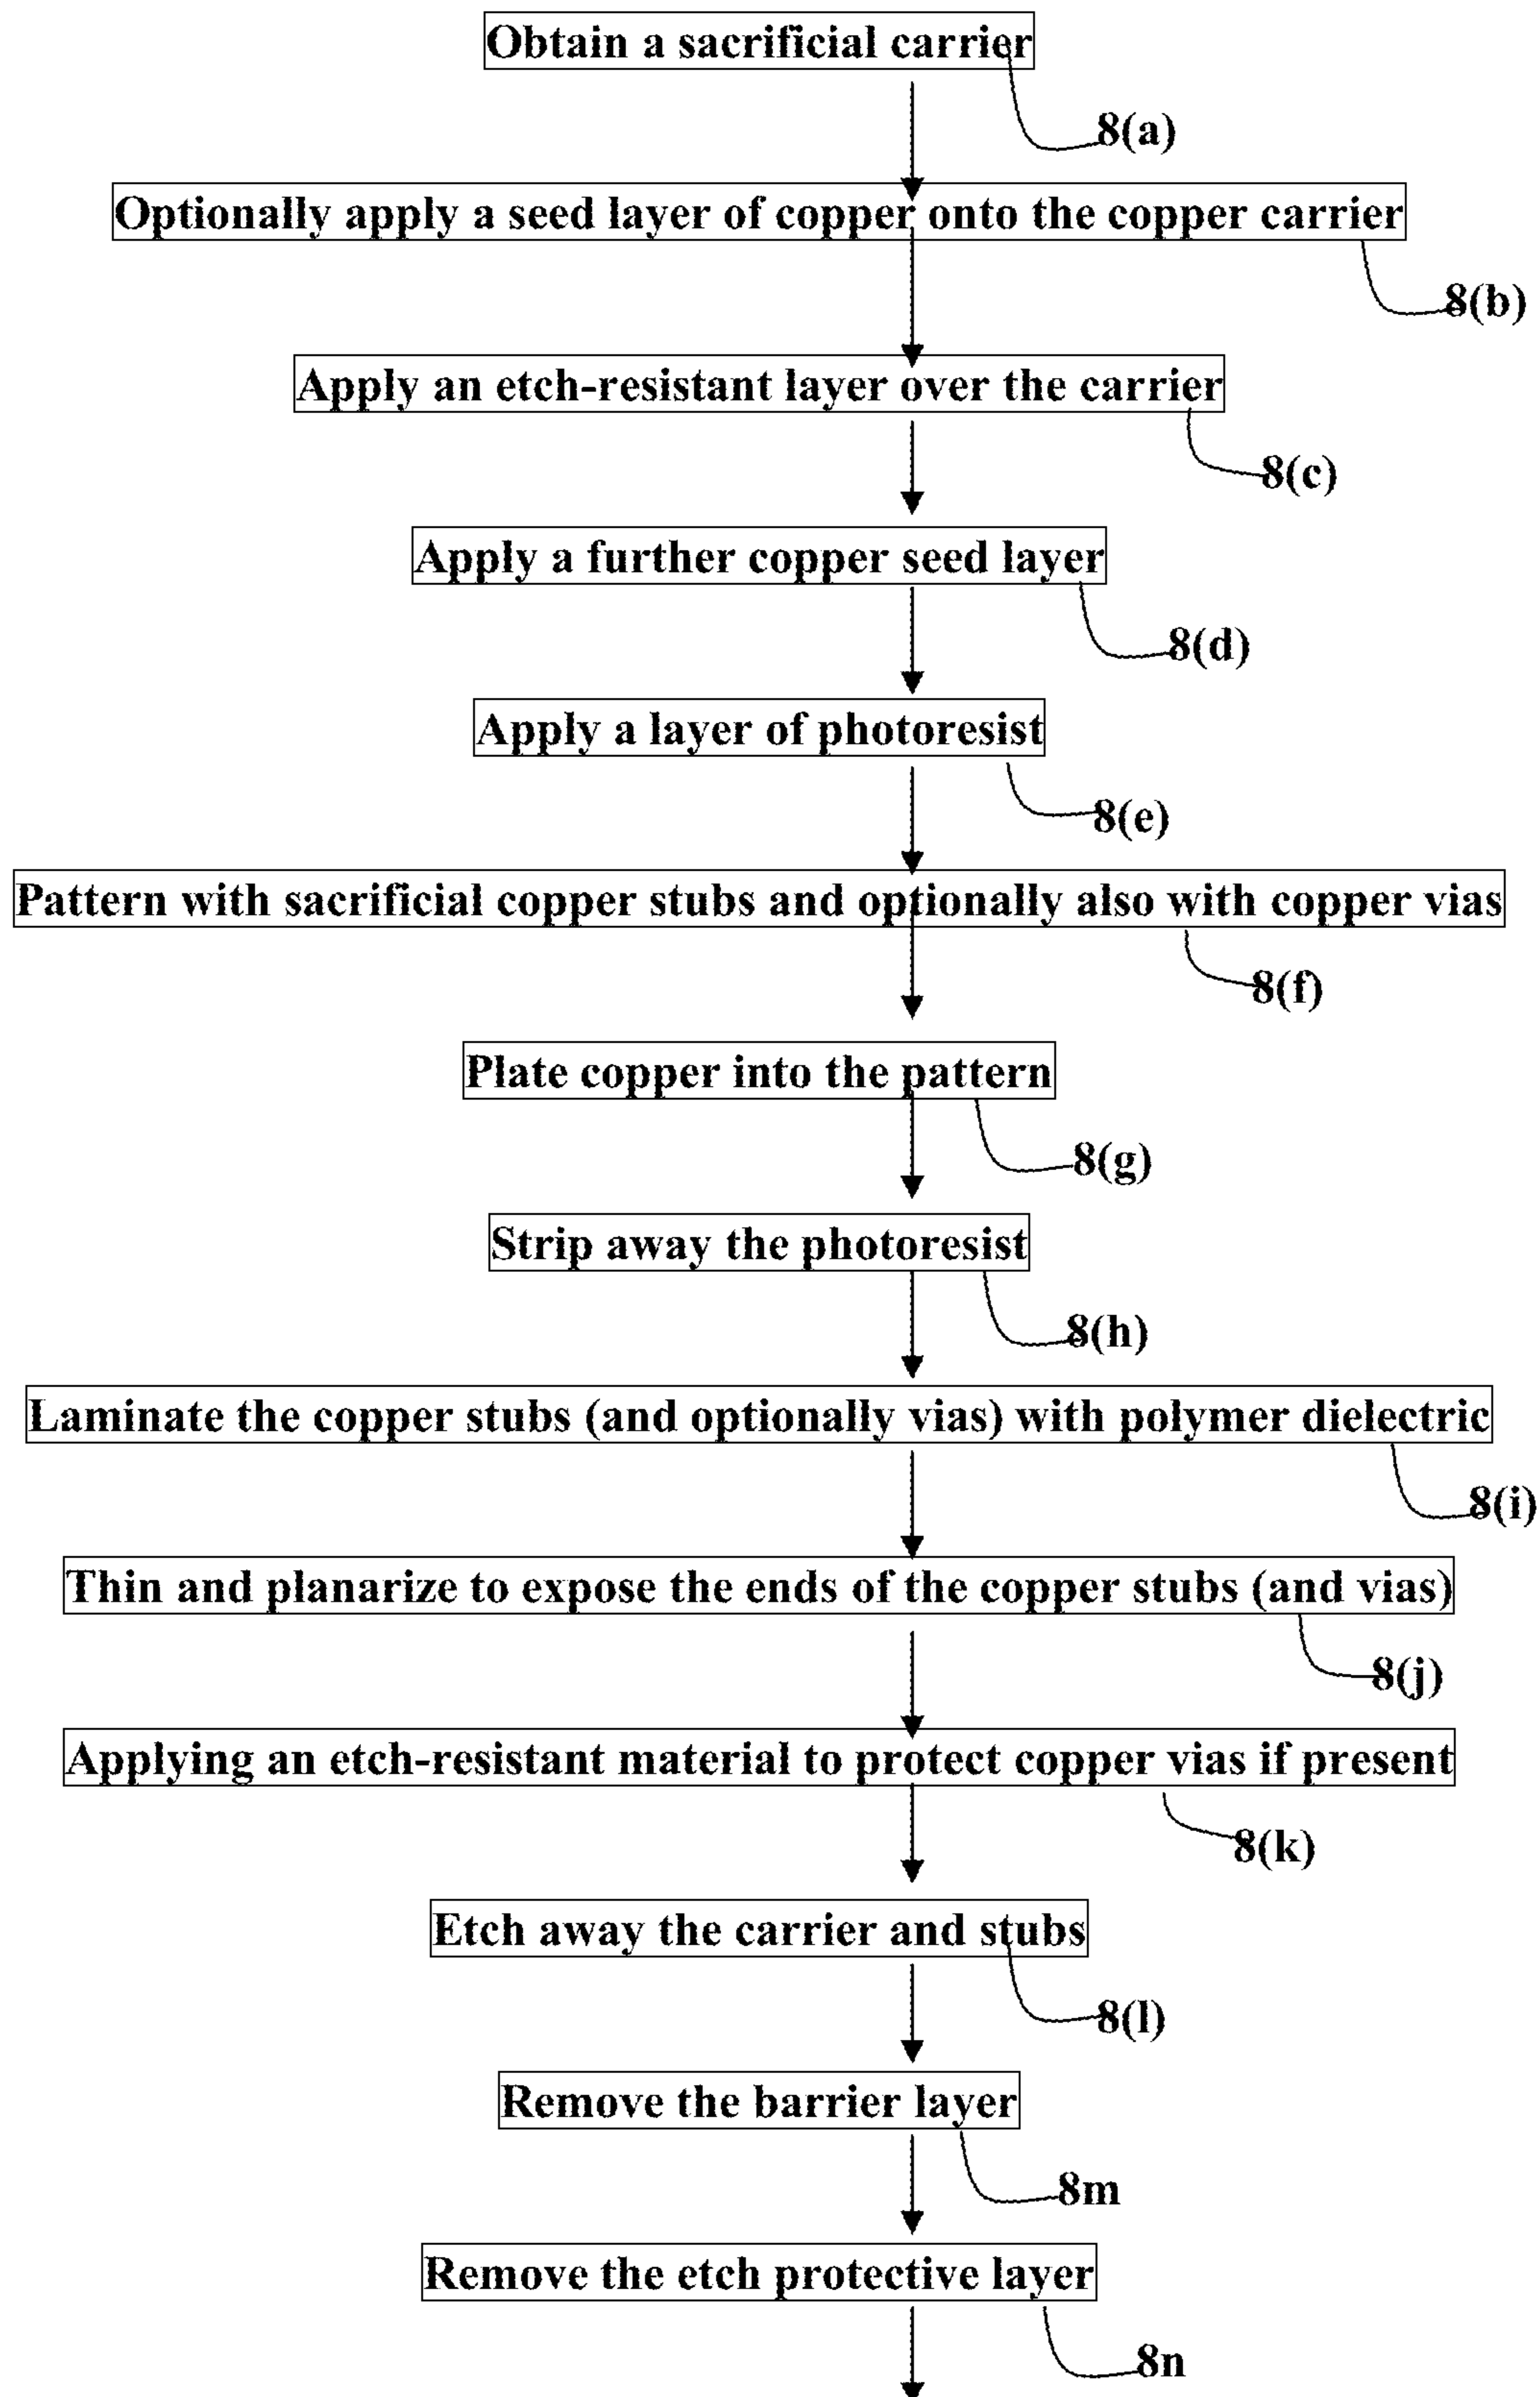 Obtain a sacrificial carrier
8(a)
Optionally apply a seed layer of copper onto the copper carrier
8(b)
Apply an etch-resistant layer over the carrier
8(c)
Apply a further copper seed layer
8(d)
Apply a layer of photoresist
8(e)
Pattern with sacrificial copper stubs and optionally also with copper vias
8(f)
Plate copper into the pattern
8(g)
Strip away the photoresist
8(h)
Laminate the copper stubs (and optionally vias) with polymer dielectric
8(i)
Thin and planarize to expose the ends of the copper stubs (and vias)
8(j)
Applying an etch-resistant material to protect copper vias if present
8(k)
Etch away the carrier and stubs
8(l)
Remove the barrier layer
8m
Remove the etch protective layer
8n